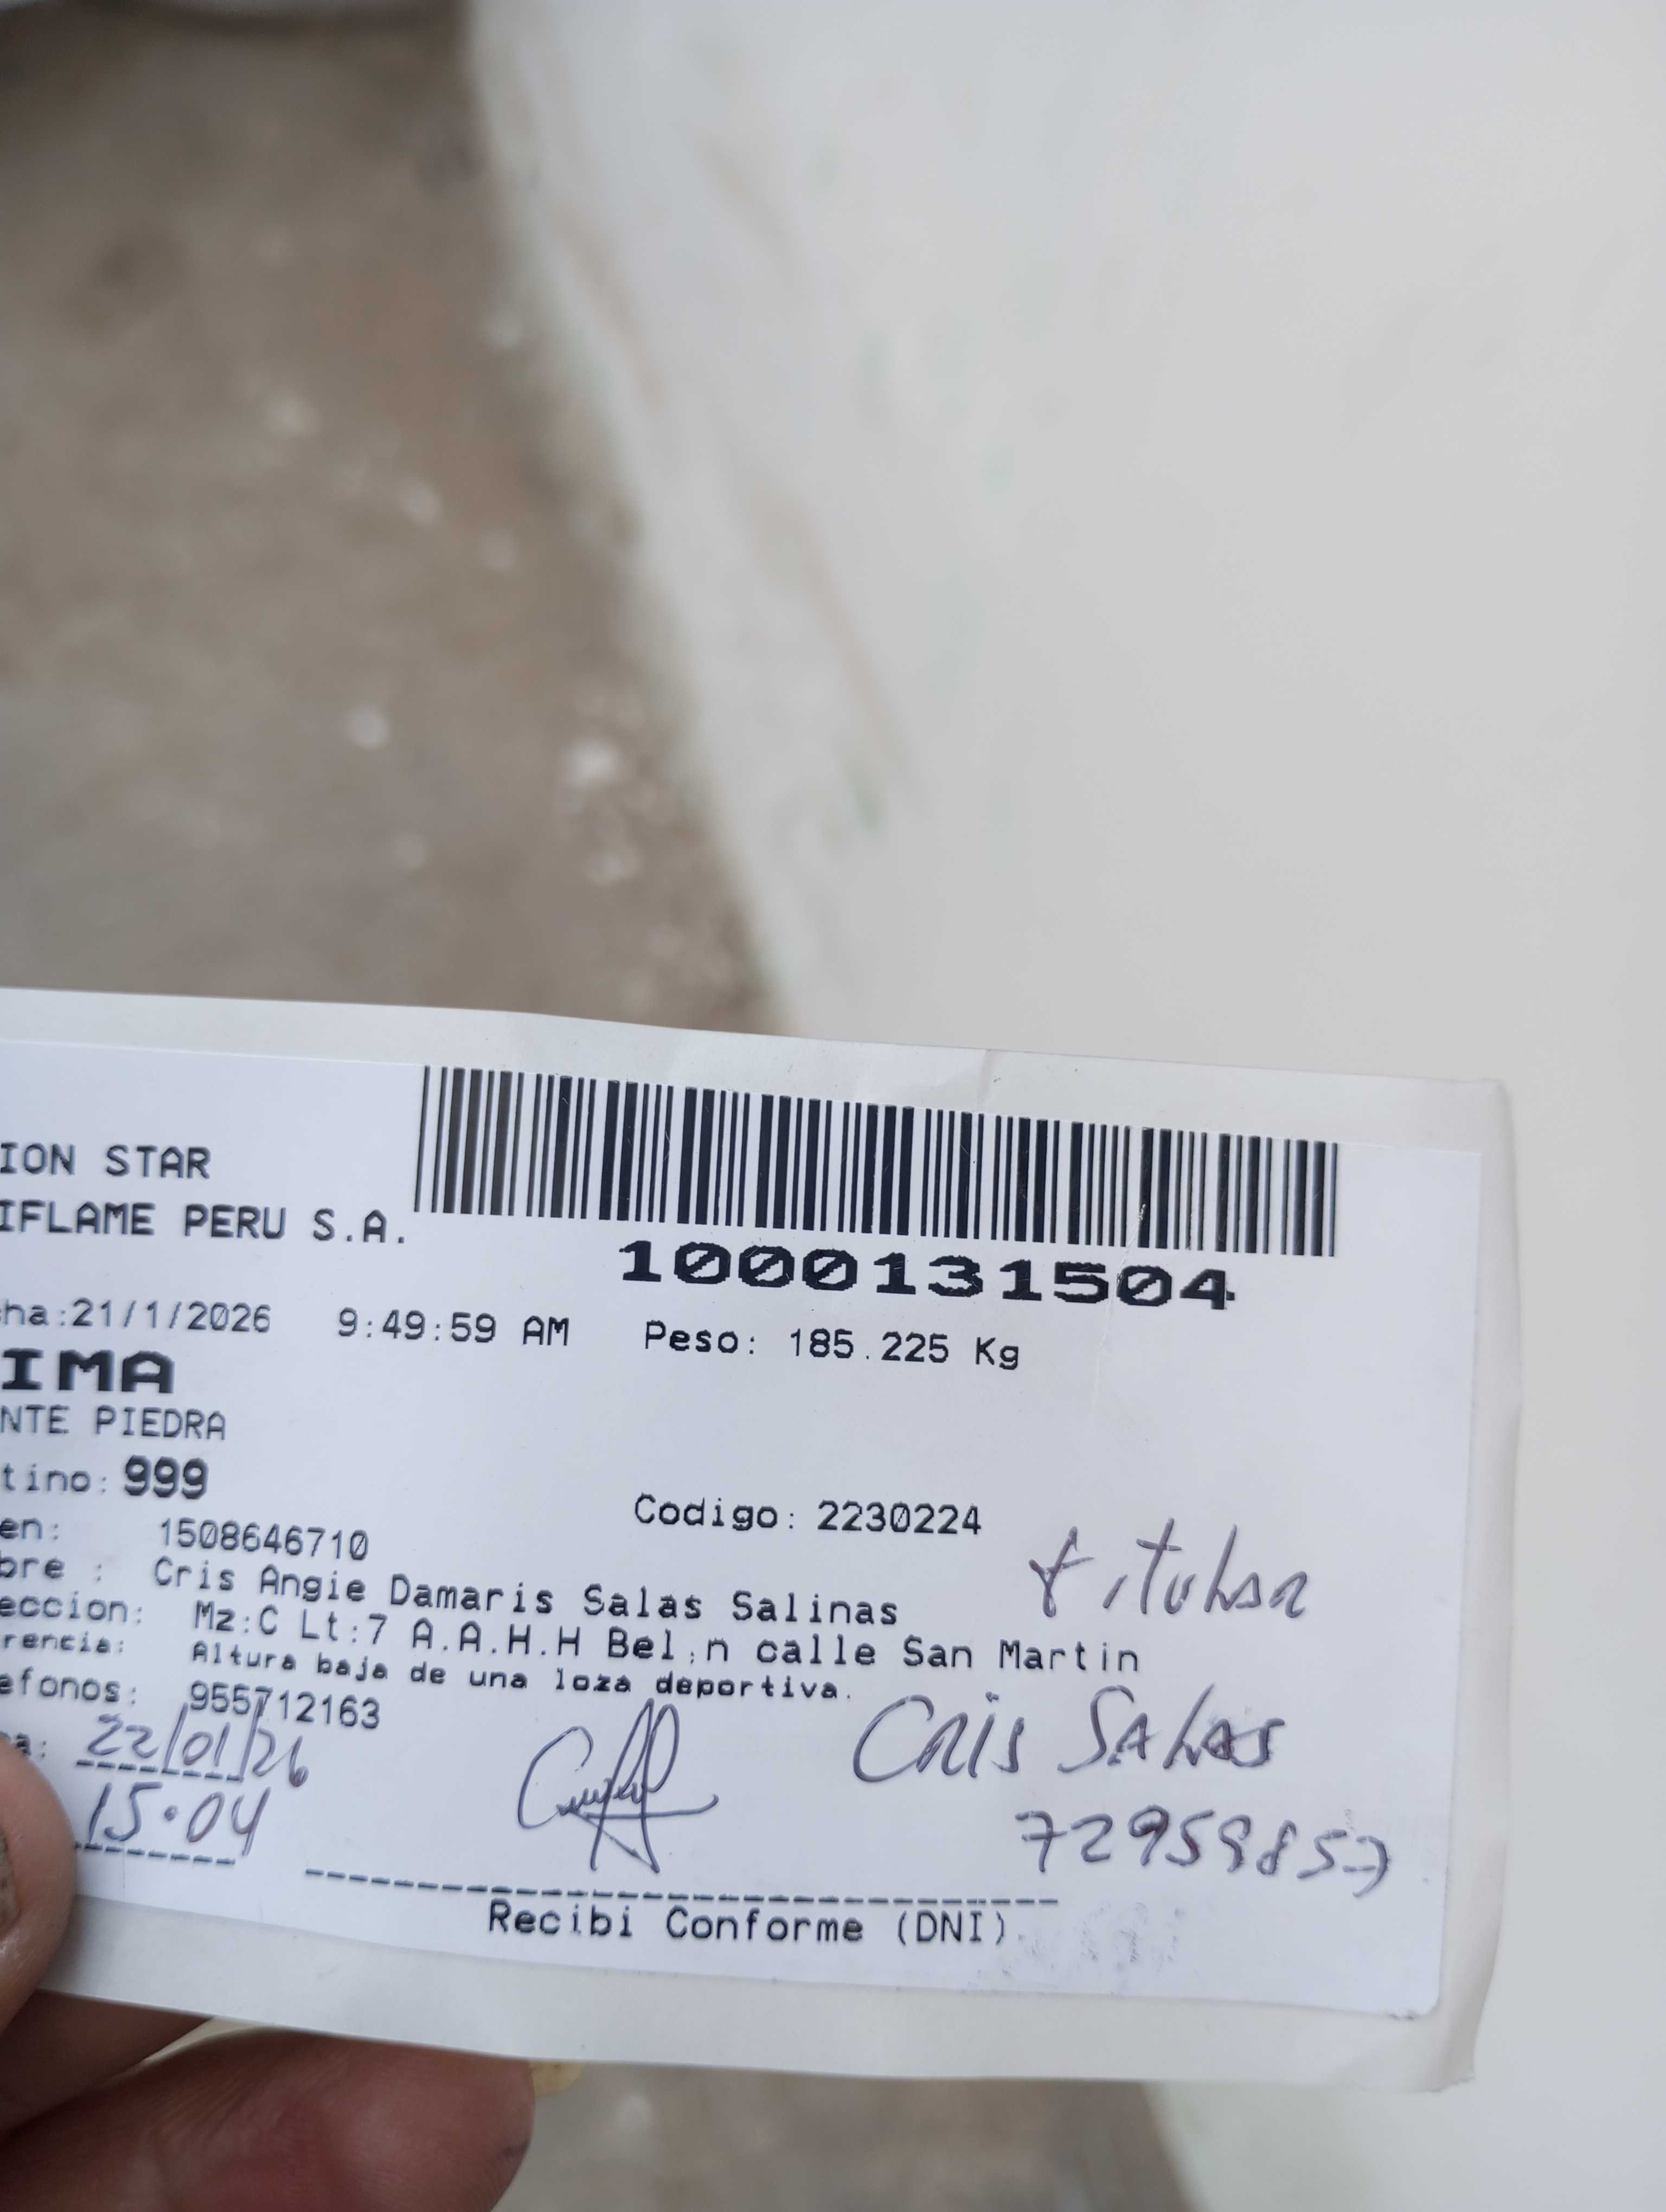 ION STAR
IFLAME PERU S.A.
1000131504
ha:21/1/2026 9:49:59 AM Peso: 185.225 Kg
IMA
NTE PIEDRA
tino: 999
Codigo: 2230224
en: 1508646710
bre : Cris Angie Damaris Salas Salinas
titular
eccion: Mz:C Lt:7 A.A.H.H Bel¡n calle San Martin
rencia: Altura baja de una loza deportiva.
efonos: 955712163
a: 22/01/26
Cris Salas
15.04
72959857
Recibi Conforme (DNI)